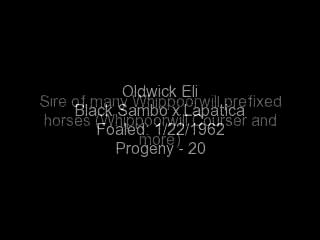 Oldwick Eli
Sire of many Whippoorwill prefixed
Black Sambo x Lapatica
horses (Whippoorwill Courser and
Foaled: 1/22/1962
more)
Progeny - 20